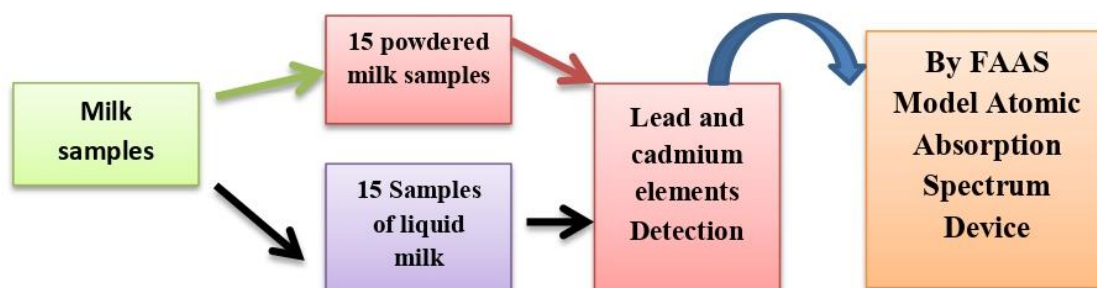 Milk
samples
15 powdered
milk samples
15 Samples
of liquid
milk
Lead and
cadmium
elements
Detection
By FAAS
Model Atomic
Absorption
Spectrum
Device